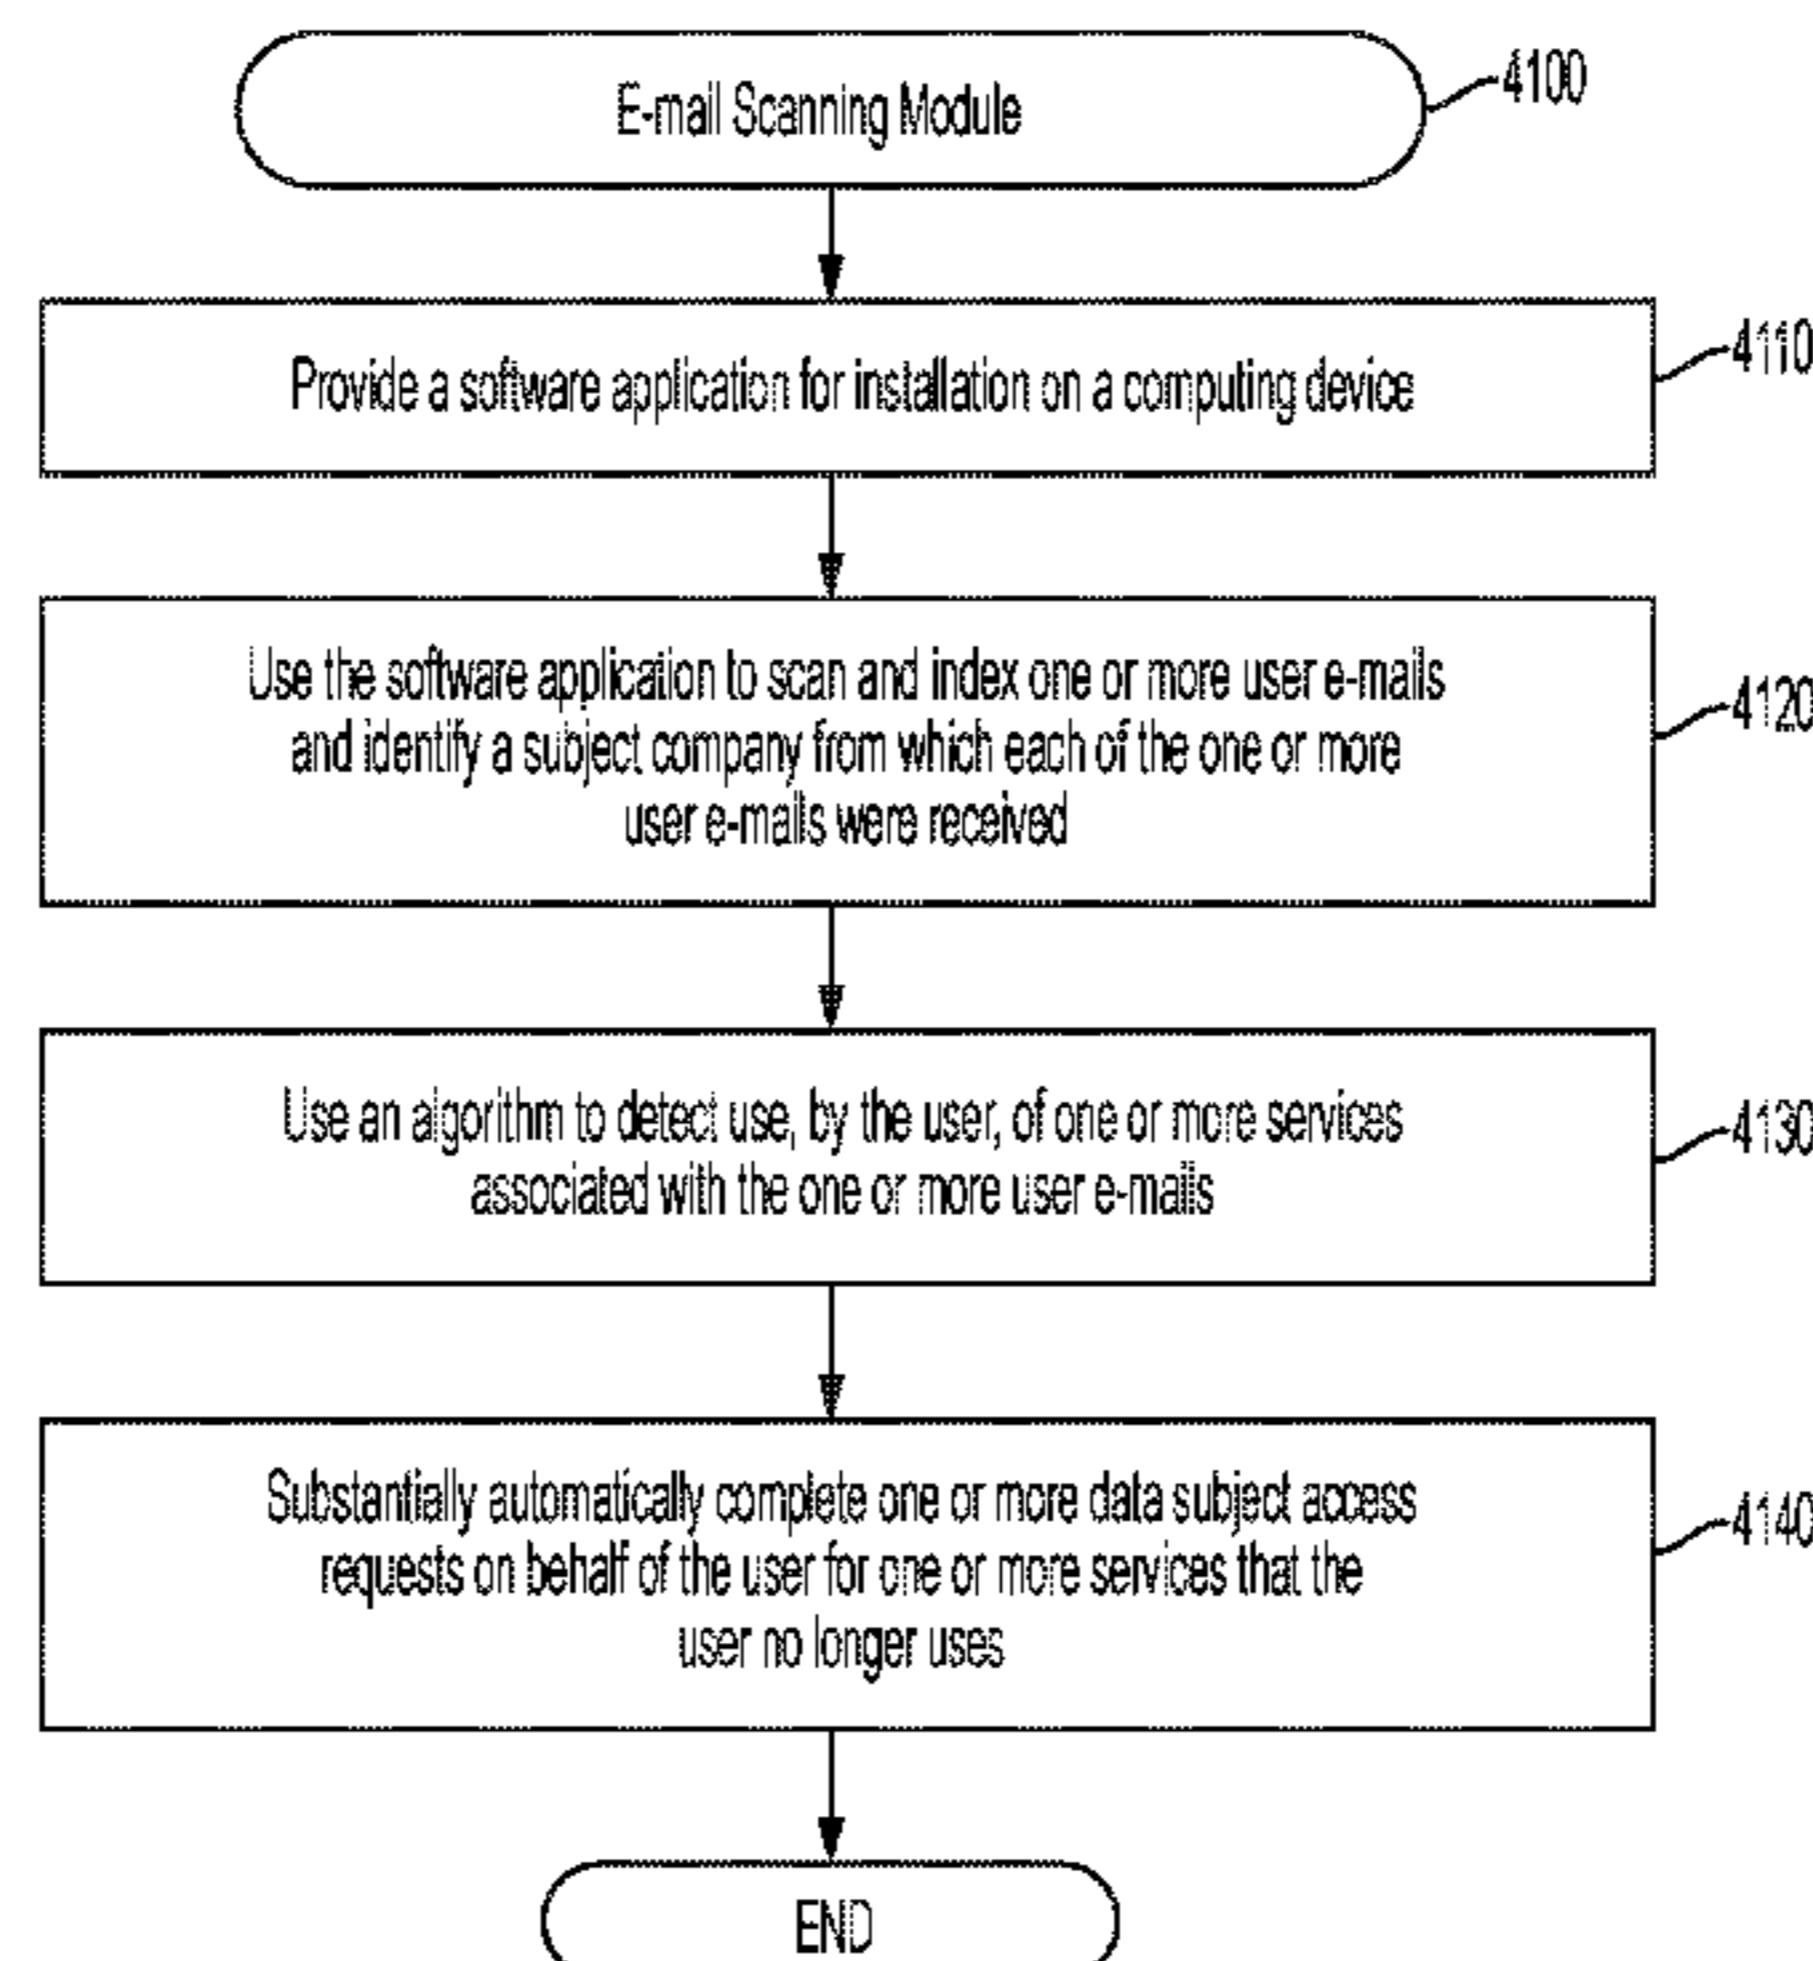 E-mail Scanning Module
4100
Provide a software application for installation on a computing device
4110
Use the software application to scan and index one or more user e-mails
and identify a subject company from which each of the one or more
user e-mails were received
4120
Use an algorithm to detect use, by the user, of one or more services
associated with the one or more user e-mails
4130
Substantially automatically complete one or more data subject access
requests on behalf of the user for one or more services that the
user no longer uses
4140
END